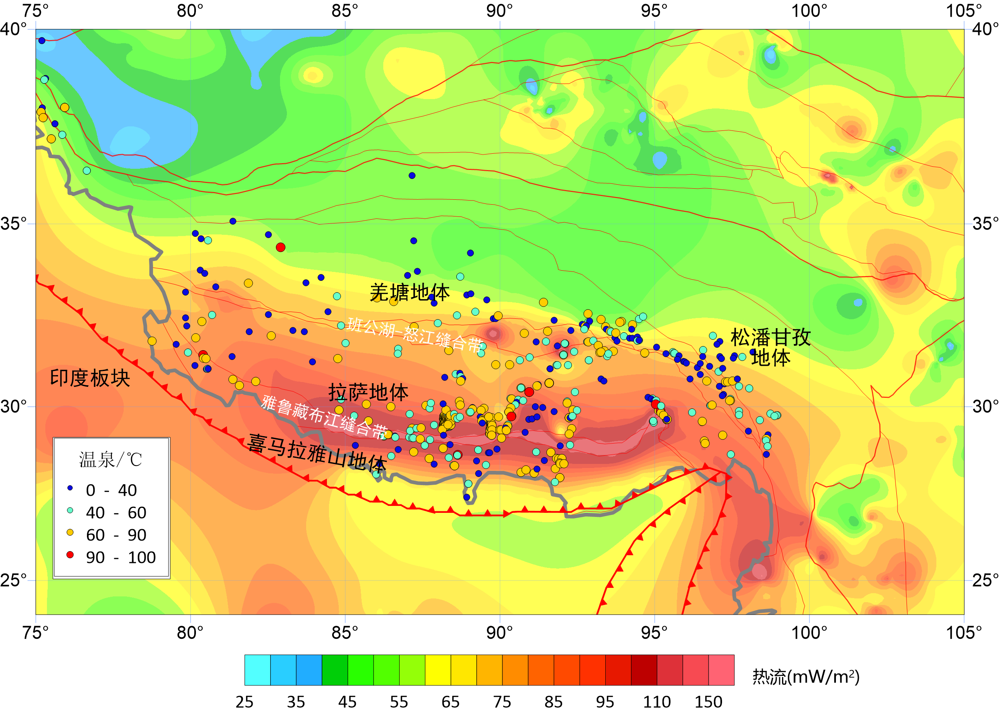 75° 80° 85° 90° 95° 100° 105°
40° 40°
35° 35°
羌塘地体
班公湖-怒江缝合带
松潘甘孜
地体
印度板块
拉萨地体
30° 30°
雅鲁藏布江缝合带
喜马拉雅山地体
温泉/℃
0 - 40
40 - 60
60 - 90
90 - 100
25° 25°
75° 80° 85° 90° 95° 100° 105°
热流(mW/m²)
25 35 45 55 65 75 85 95 110 150